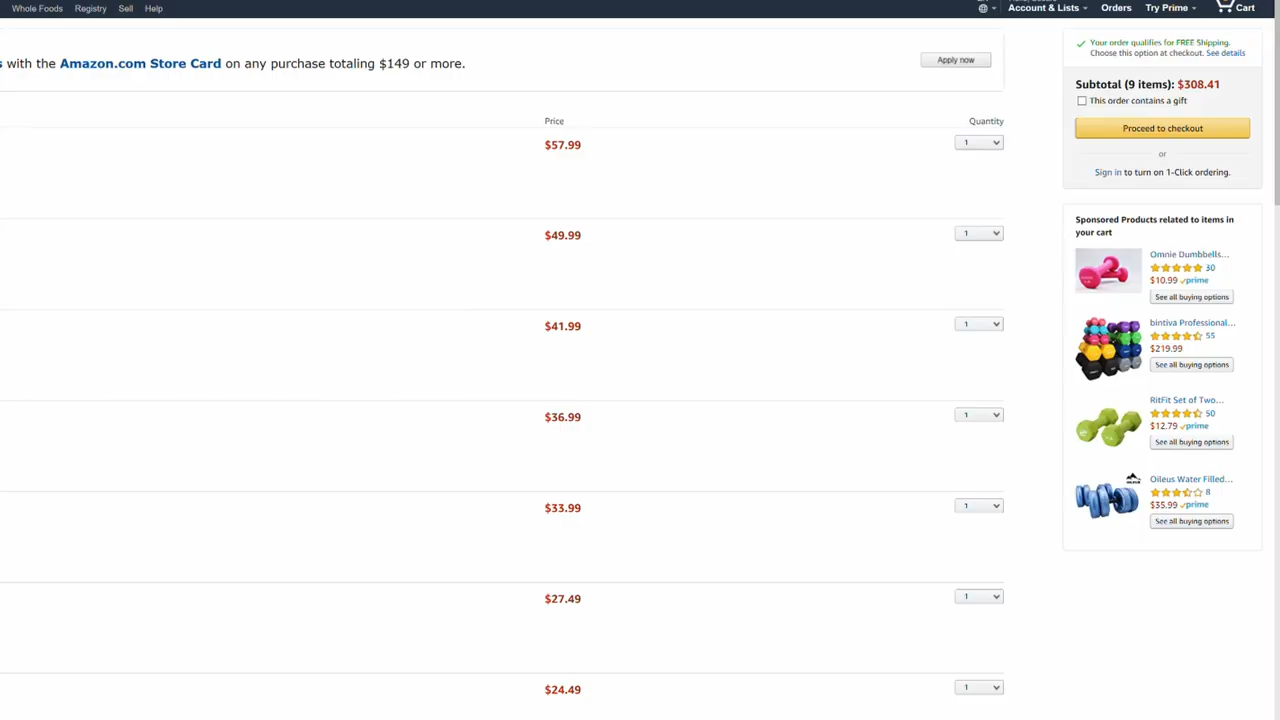 Whole Foods Registry Sell Help
Account & Lists Orders Try Prime Cart
with the Amazon.com Store Card on any purchase totaling $149 or more.
Apply now
Price Quantity
$57.99 1
$49.99 1
$41.99 1
$36.99 1
$33.99 1
$27.49 1
$24.49 1
Your order qualifies for FREE Shipping.
Choose this option at checkout. See details
Subtotal (9 items): $308.41
This order contains a gift
Proceed to checkout
or
Sign in to turn on 1-Click ordering.
Sponsored Products related to items in
your cart
Omnie Dumbbells...
30
$10.99 prime
See all buying options
bintiva Professional...
55
$219.99
See all buying options
RitFit Set of Two...
50
$12.79 prime
See all buying options
Oileus Water Filled...
8
$35.99 prime
See all buying options